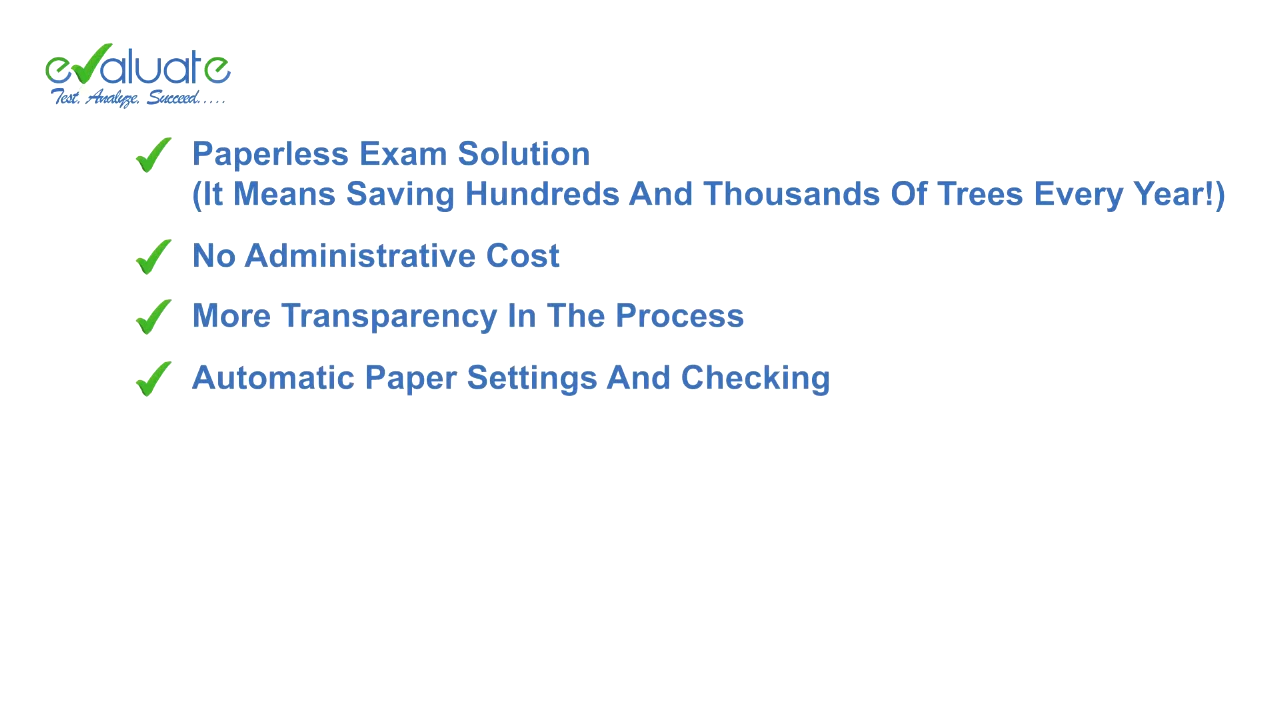 evaluate
Test. Analyze. Succeed.....
Paperless Exam Solution
(It Means Saving Hundreds And Thousands Of Trees Every Year!)
No Administrative Cost
More Transparency In The Process
Automatic Paper Settings And Checking